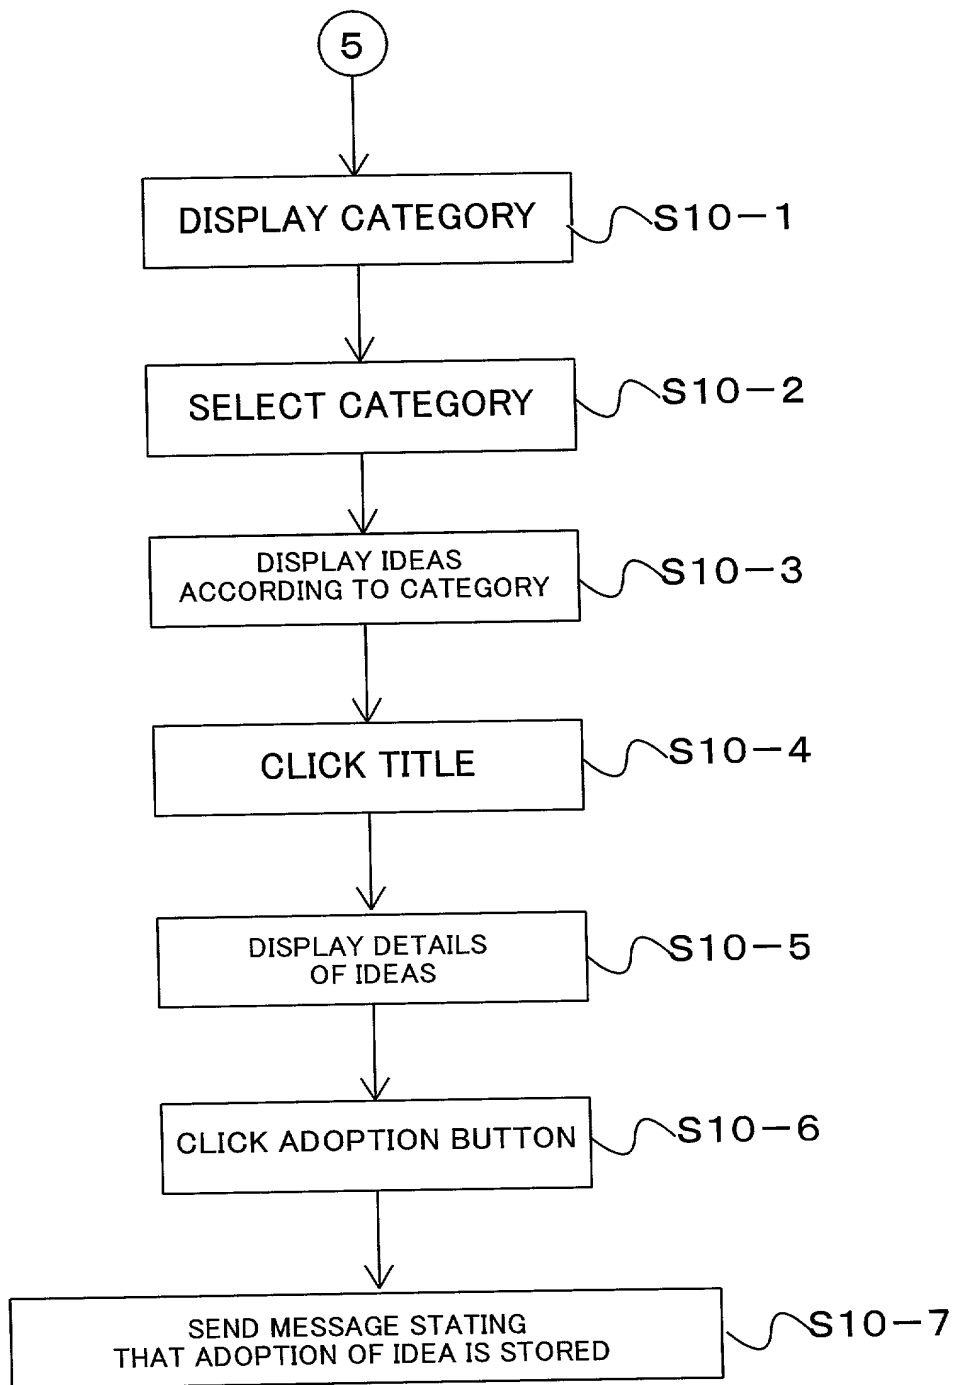 5
DISPLAY CATEGORY
S10-1
SELECT CATEGORY
S10-2
DISPLAY IDEAS
ACCORDING TO CATEGORY
S10-3
CLICK TITLE
S10-4
DISPLAY DETAILS
OF IDEAS
S10-5
CLICK ADOPTION BUTTON
S10-6
SEND MESSAGE STATING
THAT ADOPTION OF IDEA IS STORED
S10-7